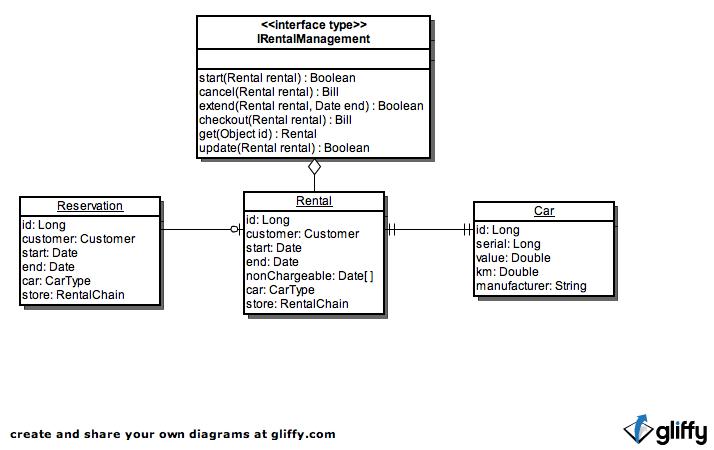 <<interface type>>
IRentalManagement
start(Rental rental) : Boolean
cancel(Rental rental) : Bill
extend(Rental rental, Date end) : Boolean
checkout(Rental rental) : Bill
get(Object id) : Rental
update(Rental rental) : Boolean
Reservation
id: Long
customer: Customer
start: Date
end: Date
car: CarType
store: RentalChain
Rental
id: Long
customer: Customer
start: Date
end: Date
nonChargeable: Date[ ]
car: CarType
store: RentalChain
Car
id: Long
serial: Long
value: Double
km: Double
manufacturer: String
create and share your own diagrams at gliffy.com
gliffy